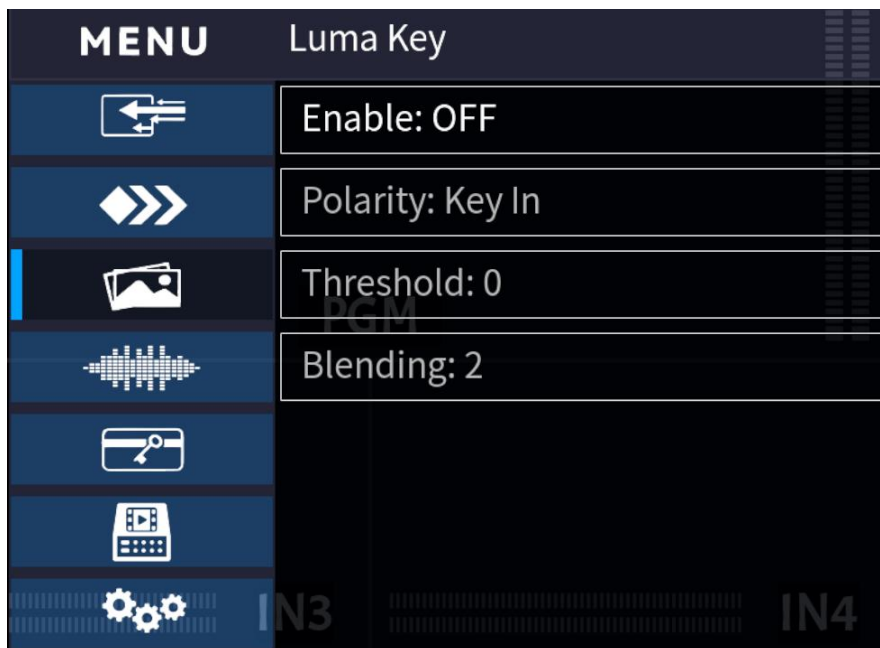 MENU
Luma Key
Enable: OFF
Polarity: Key In
Threshold: 0
PGM
Blending: 2
IN3
IN4